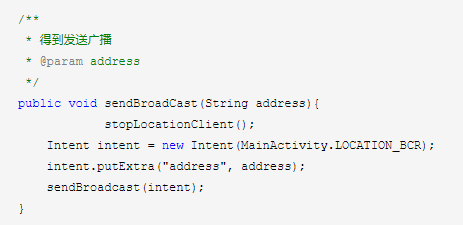 /**
 * 得到发送广播
 * @param address
 */
public void sendBroadCast(String address){
            stopLocationClient();
    Intent intent = new Intent(MainActivity.LOCATION_BCR);
    intent.putExtra("address", address);
    sendBroadcast(intent);
}